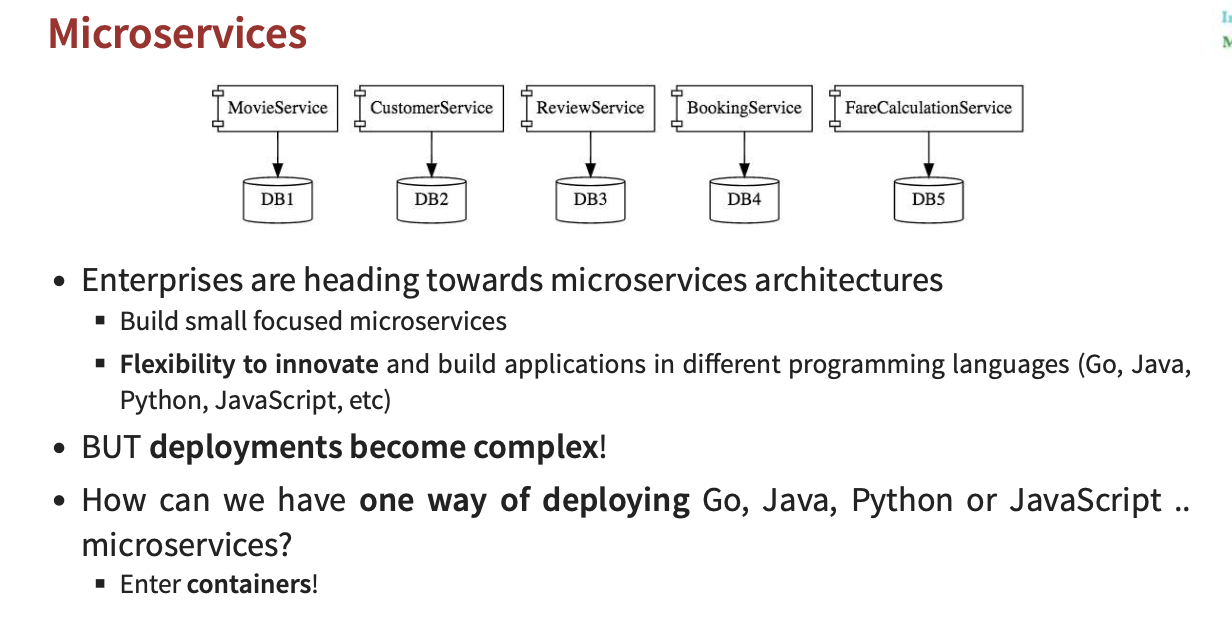 Microservices
MovieService
CustomerService
ReviewService
BookingService
FareCalculationService
DB1
DB2
DB3
DB4
DB5
• Enterprises are heading towards microservices architectures
▪ Build small focused microservices
▪ Flexibility to innovate and build applications in different programming languages (Go, Java,
Python, JavaScript, etc)
• BUT deployments become complex!
• How can we have one way of deploying Go, Java, Python or JavaScript ..
microservices?
▪ Enter containers!